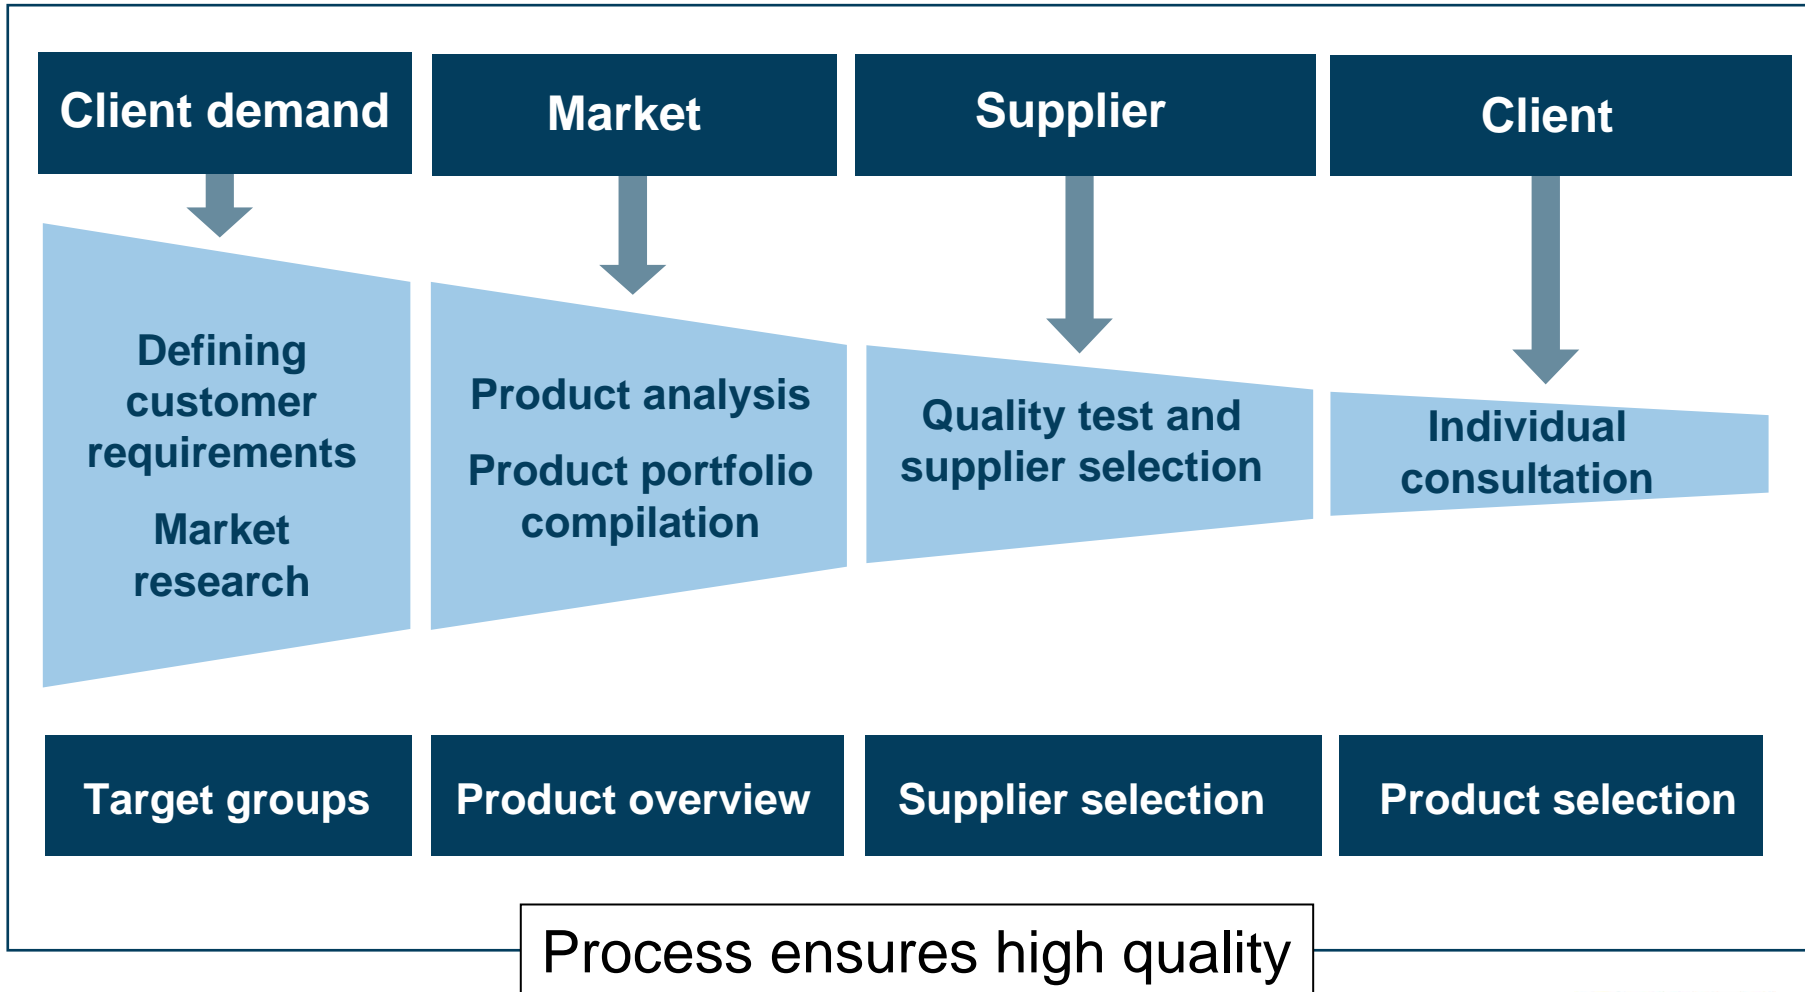 Client demand
Market
Supplier
Client
Defining
customer
requirements
Market
research
Product analysis
Product portfolio
compilation
Quality test and
supplier selection
Individual
consultation
Target groups
Product overview
Supplier selection
Product selection
Process ensures high quality